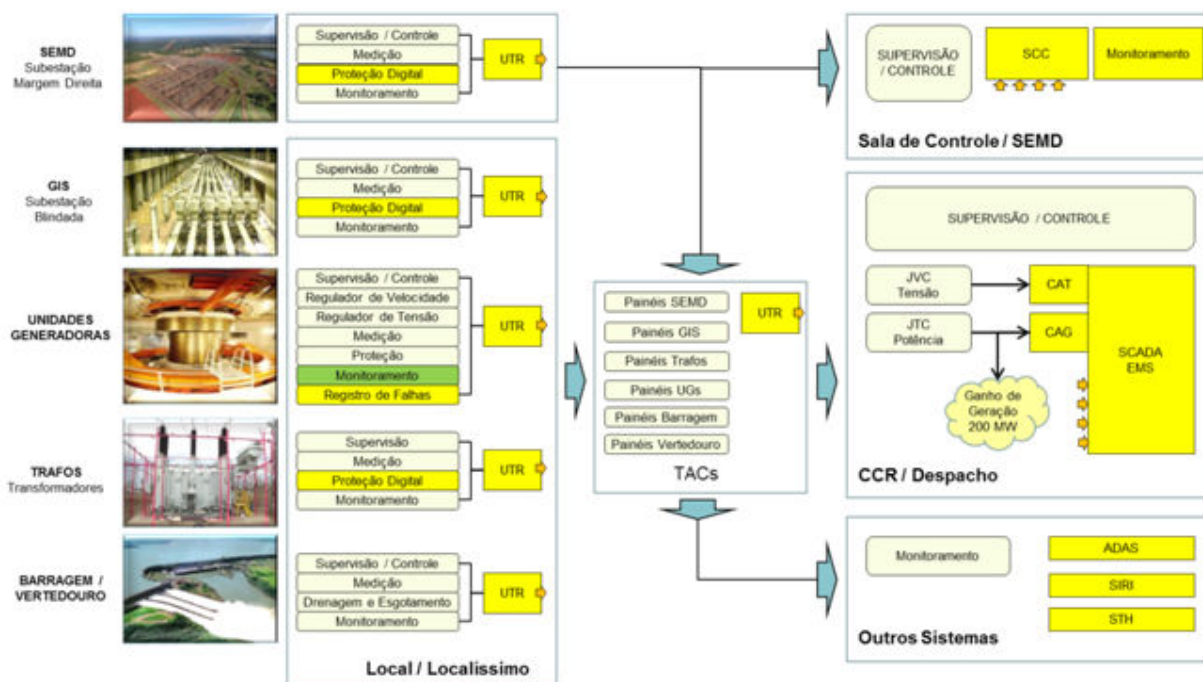 SEMD
Subestação
Margem Direita
Supervisão / Controle
Medição
Proteção Digital
Monitoramento
UTR
GIS
Subestação
Blindada
Supervisão / Controle
Medição
Proteção Digital
Monitoramento
UTR
UNIDADES
GENERADORAS
Supervisão / Controle
Regulador de Velocidade
Regulador de Tensão
Medição
Proteção
Monitoramento
Registro de Falhas
UTR
TRAFOS
Transformadores
Supervisão
Medição
Proteção Digital
Monitoramento
UTR
BARRAGEM /
VERTEDOURO
Supervisão / Controle
Medição
Drenagem e Esgotamento
Monitoramento
UTR
Local / Localissimo
Painéis SEMD
Painéis GIS
Painéis Trafos
Painéis UGs
Painéis Barragem
Painéis Vertedouro
UTR
TACs
SUPERVISÃO
/ CONTROLE
SCC
Monitoramento
Sala de Controle / SEMD
SUPERVISÃO / CONTROLE
JVC
Tensão
CAT
JTC
Potência
CAG
SCADA
EMS
Ganho de
Geração
200 MW
CCR / Despacho
Monitoramento
ADAS
SIRI
STH
Outros Sistemas